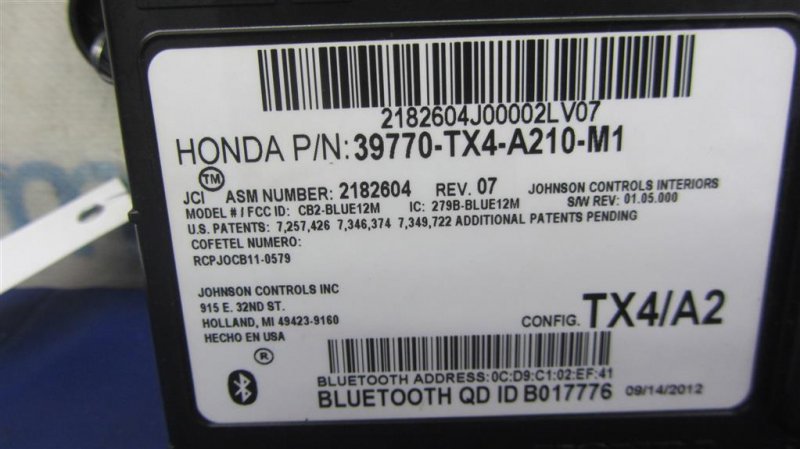 2182604J00002LV07
HONDA P/N: 39770-TX4-A210-M1
JCI TM ASM NUMBER: 2182604 REV. 07 JOHNSON CONTROLS INTERIORS
MODEL # / FCC ID: CB2-BLUE12M IC: 279B-BLUE12M S/W REV: 01.05.000
U.S. PATENTS: 7,257,426 7,346,374 7,349,722 ADDITIONAL PATENTS PENDING
COFETEL NUMERO:
RCPJOCB11-0579
JOHNSON CONTROLS INC
915 E. 32ND ST.
HOLLAND, MI 49423-9160
HECHO EN USA
CONFIG. TX4/A2
®
BLUETOOTH ADDRESS:0C:D9:C1:02:EF:41
BLUETOOTH QD ID B017776 09/14/2012